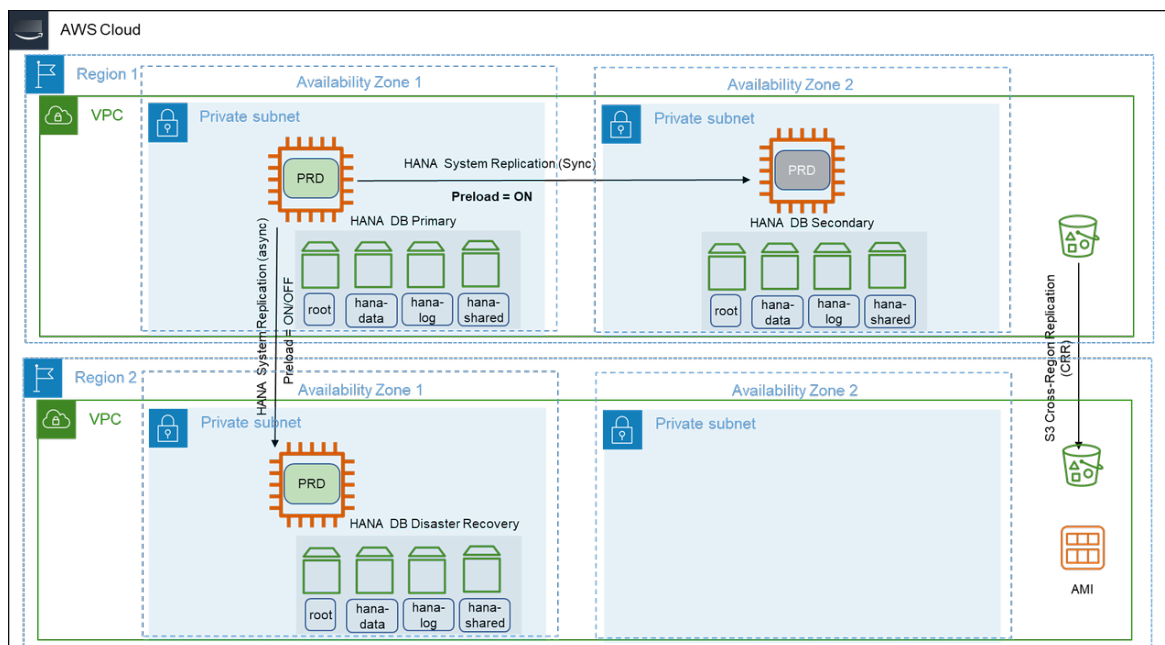 AWS Cloud
Region 1
Availability Zone 1
Availability Zone 2
VPC
Private subnet
Private subnet
PRD
HANA System Replication (Sync)
Preload = ON
PRD
HANA DB Primary
HANA DB Secondary
root
hana-
data
hana-
log
hana-
shared
root
hana-
data
hana-
log
hana-
shared
HANA System Replication (async)
Preload = ON/OFF
S3 Cross-Region Replication
(CRR)
Region 2
Availability Zone 1
Availability Zone 2
VPC
Private subnet
Private subnet
PRD
HANA DB Disaster Recovery
root
hana-
data
hana-
log
hana-
shared
AMI